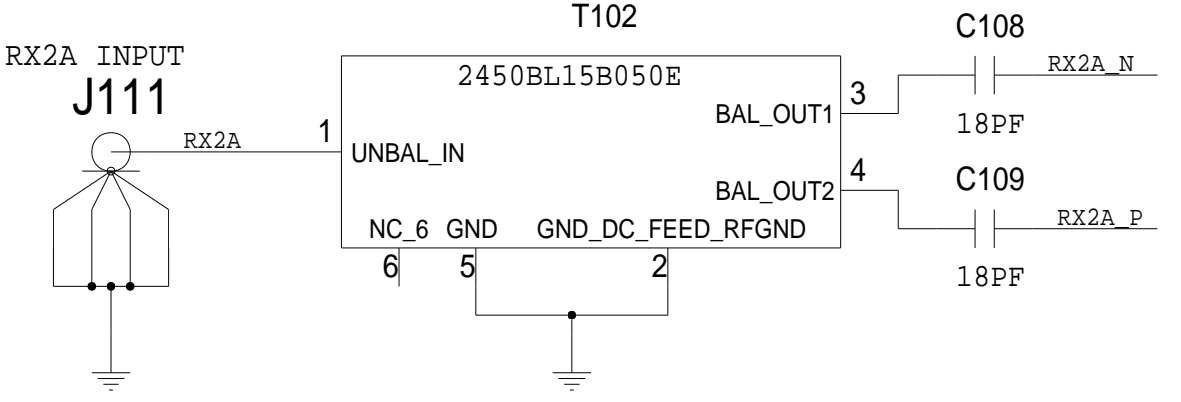 T102
C108
RX2A INPUT
J111
2450BL15B050E
RX2A_N
3
BAL_OUT1
18PF
1
RX2A
UNBAL_IN
4
C109
BAL_OUT2
RX2A_P
NC_6 GND GND_DC_FEED_RFGND
6 5 2
18PF